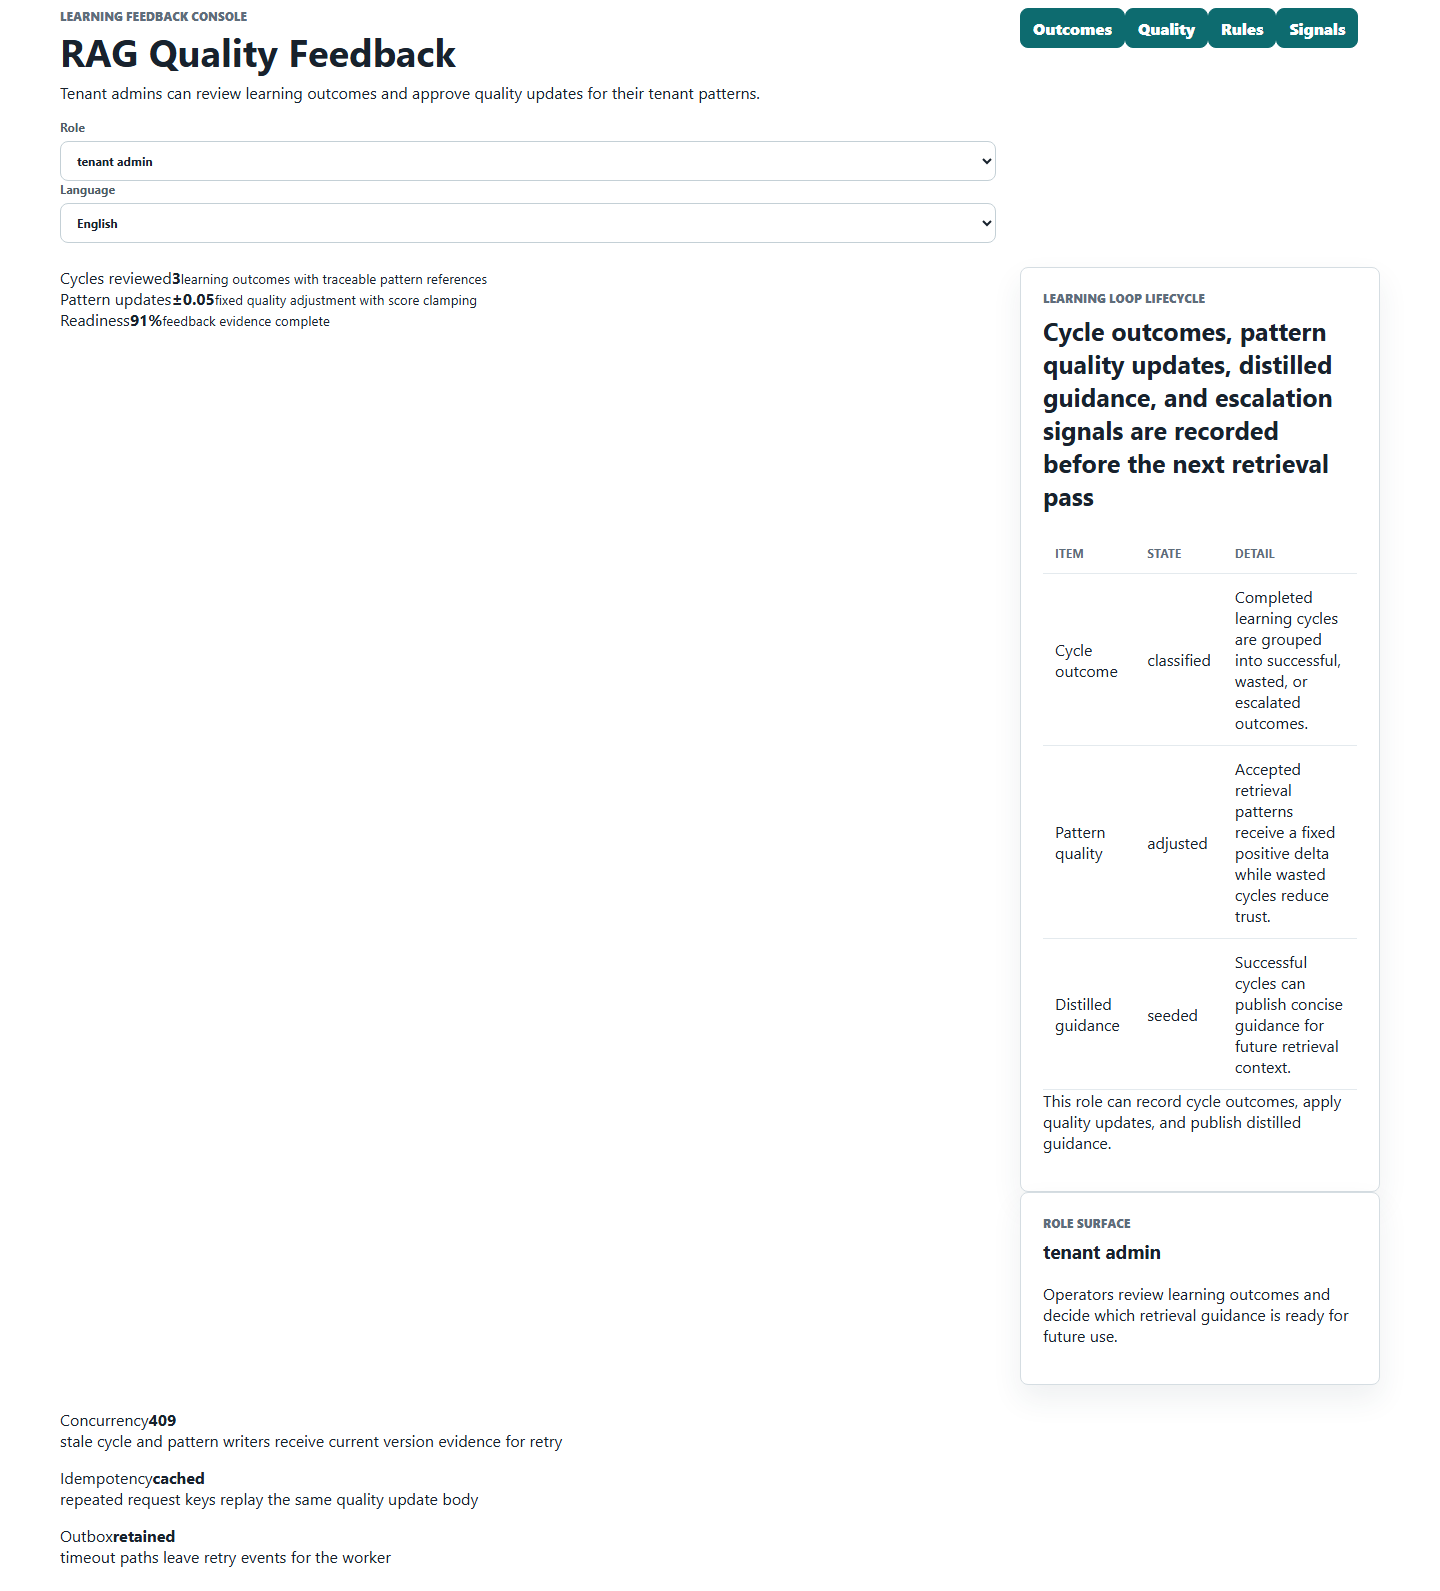 LEARNING FEEDBACK CONSOLE
RAG Quality Feedback
Tenant admins can review learning outcomes and approve quality updates for their tenant patterns.
Outcomes Quality Rules Signals
Role
tenant admin
Language
English
Cycles reviewed3learning outcomes with traceable pattern references
Pattern updates±0.05fixed quality adjustment with score clamping
Readiness91%feedback evidence complete
LEARNING LOOP LIFECYCLE
Cycle outcomes, pattern
quality updates, distilled
guidance, and escalation
signals are recorded
before the next retrieval
pass
ITEM STATE DETAIL
Cycle
outcome
classified
Completed
learning cycles
are grouped
into successful,
wasted, or
escalated
outcomes.
Pattern
quality
adjusted
Accepted
retrieval
patterns
receive a fixed
positive delta
while wasted
cycles reduce
trust.
Distilled
guidance
seeded
Successful
cycles can
publish concise
guidance for
future retrieval
context.
This role can record cycle outcomes, apply
quality updates, and publish distilled
guidance.
ROLE SURFACE
tenant admin
Operators review learning outcomes and
decide which retrieval guidance is ready for
future use.
Concurrency409
stale cycle and pattern writers receive current version evidence for retry
Idempotencycached
repeated request keys replay the same quality update body
Outboxretained
timeout paths leave retry events for the worker